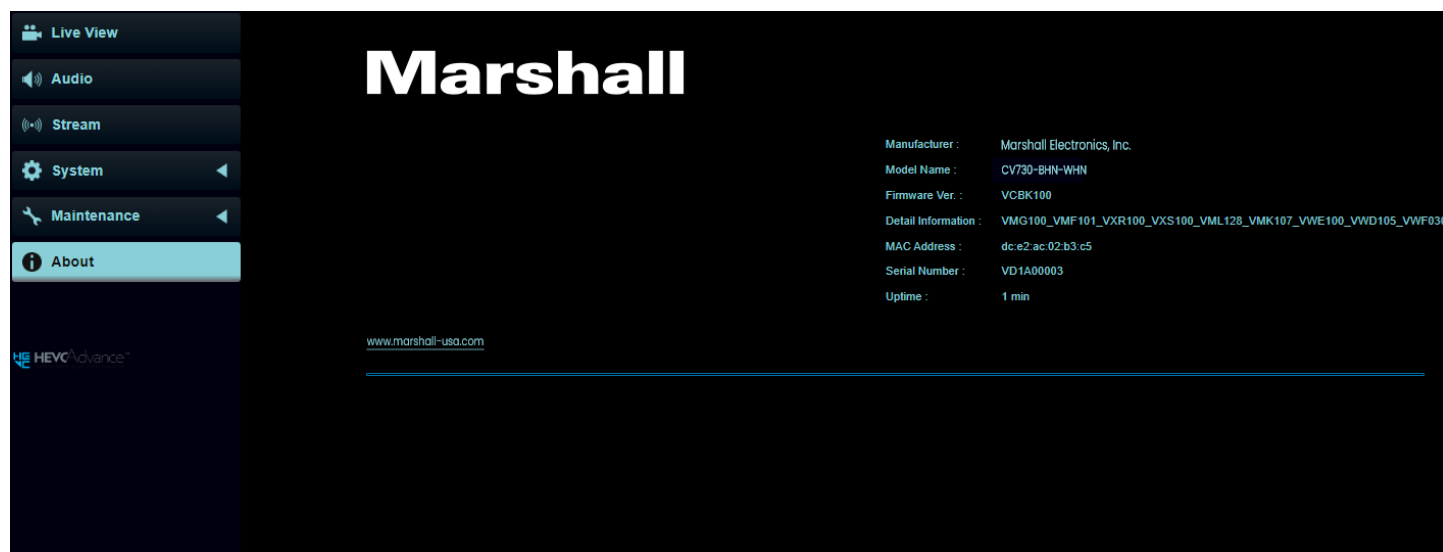 Live View
Audio
Stream
System
Maintenance
About
HEVC Advance™
Marshall
Manufacturer : Marshall Electronics, Inc.
Model Name : CV730-BHN-WHN
Firmware Ver. : VCBK100
Detail Information : VMG100_VMF101_VXR100_VXS100_VML128_VMK107_VWE100_VWD105_VWF03
MAC Address : dc:e2:ac:02:b3:c5
Serial Number : VD1A00003
Uptime : 1 min
www.marshall-usa.com